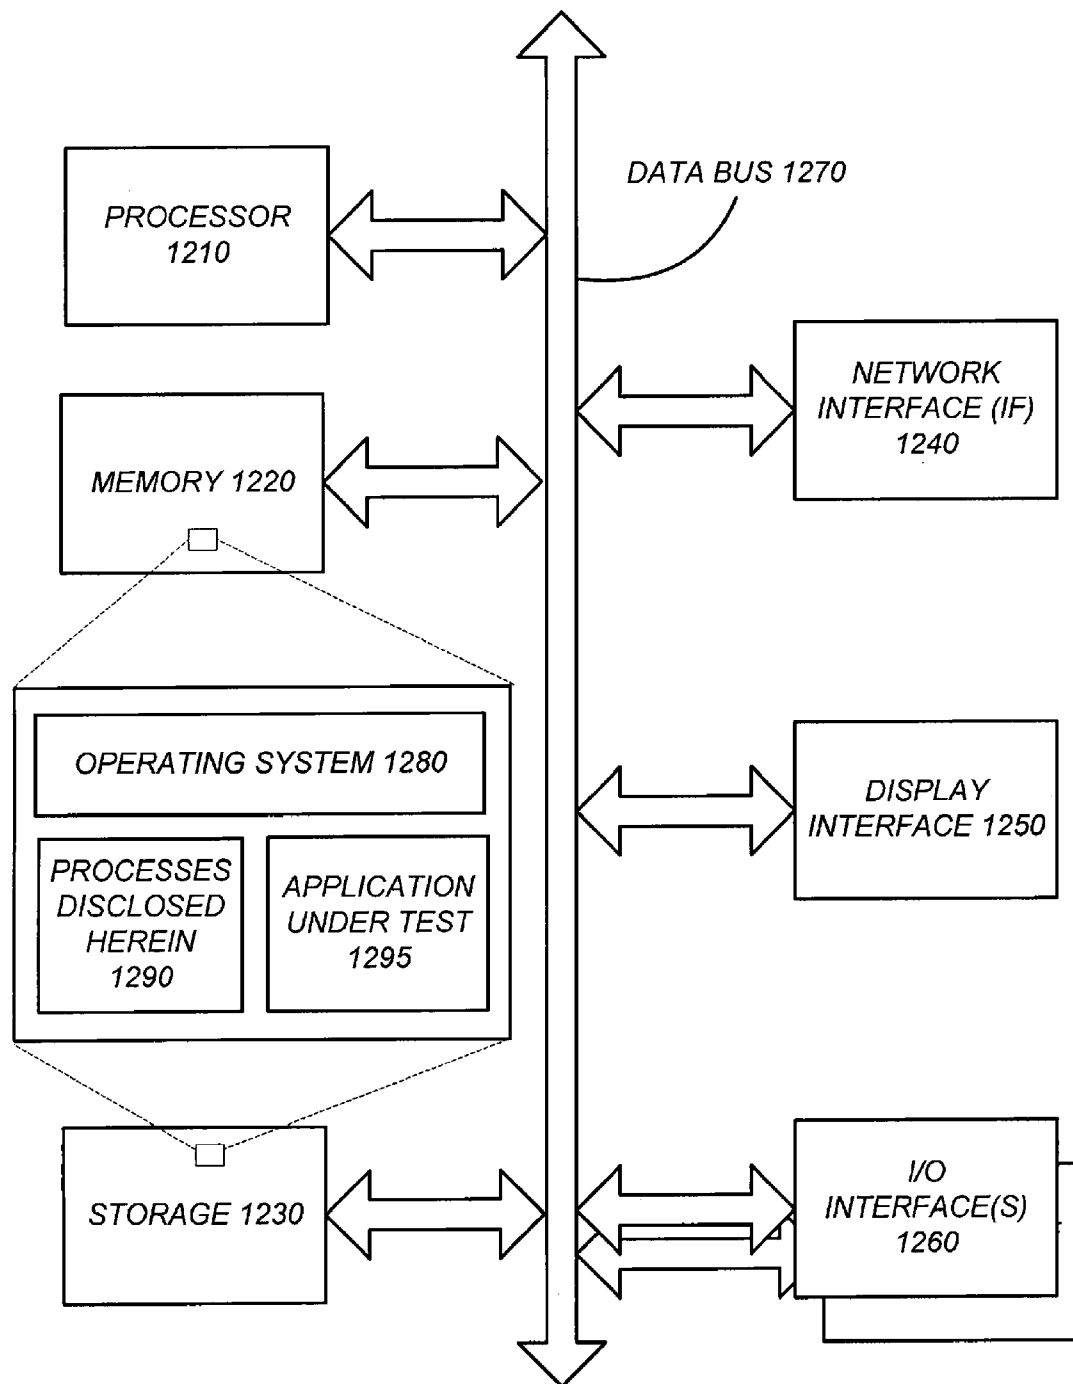 DATA BUS 1270
PROCESSOR
1210
NETWORK
INTERFACE (IF)
1240
MEMORY 1220
OPERATING SYSTEM 1280
PROCESSES
DISCLOSED
HEREIN
1290
APPLICATION
UNDER TEST
1295
DISPLAY
INTERFACE 1250
STORAGE 1230
I/O
INTERFACE(S)
1260